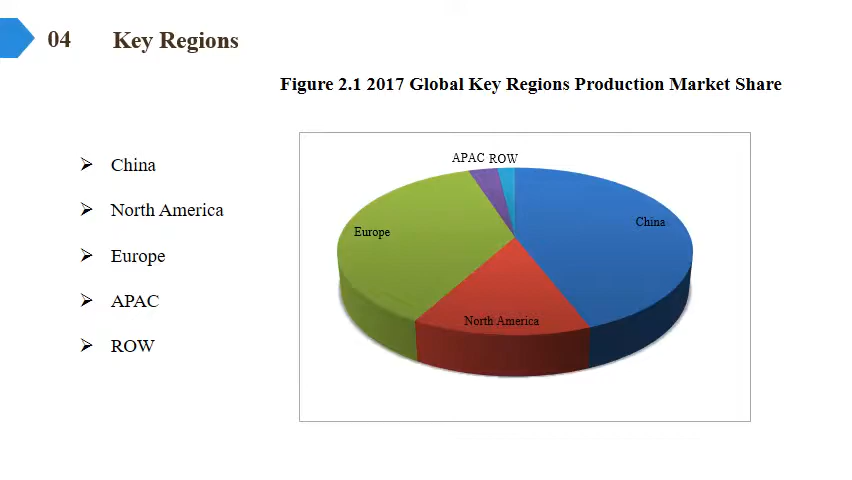 04 Key Regions
Figure 2.1 2017 Global Key Regions Production Market Share
China
North America
Europe
APAC
ROW
APAC ROW
China
Europe
North America